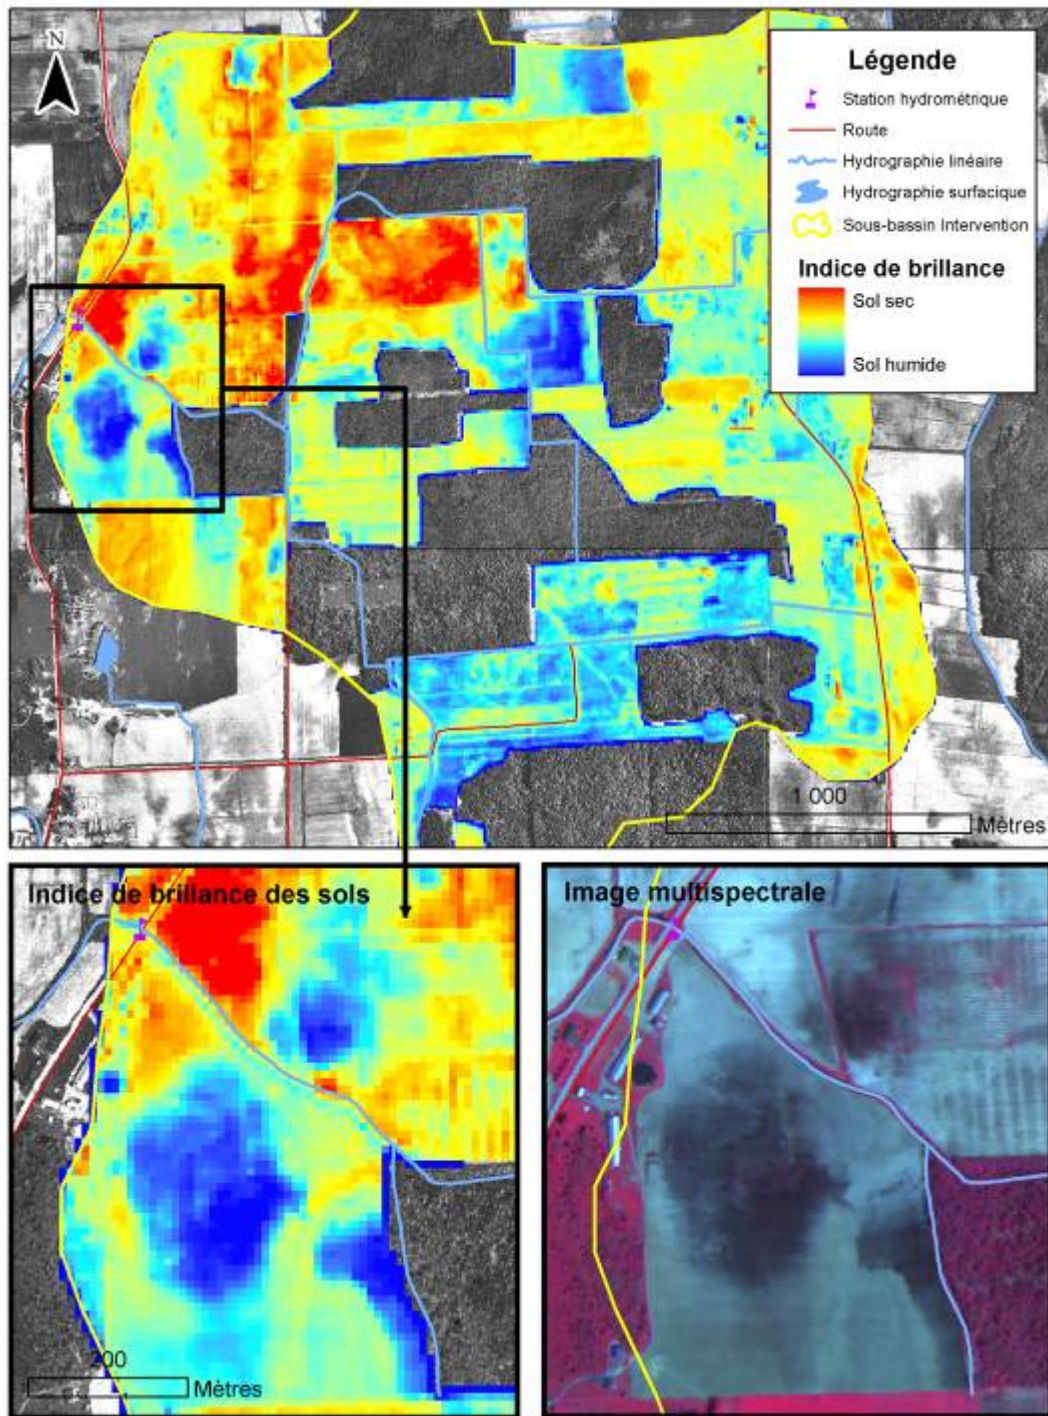 N
Légende
Station hydrométrique
Route
Hydrographie linéaire
Hydrographie surfacique
Sous-bassin Intervention
Indice de brillance
Sol sec
Sol humide
1 000
Mètres
Indice de brillance des sols
200
Mètres
Image multispectrale